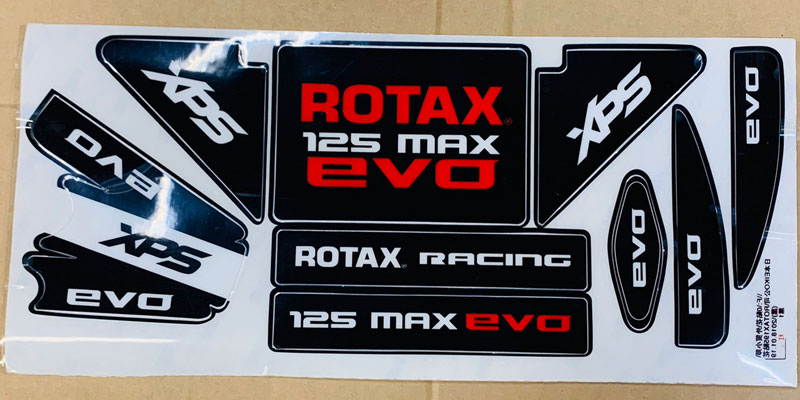 XPS
ROTAX®
125 MAX
evo
XPS
evo
evo
XPS
evo
ROTAX® RACING
125 MAX evo
evo
evo